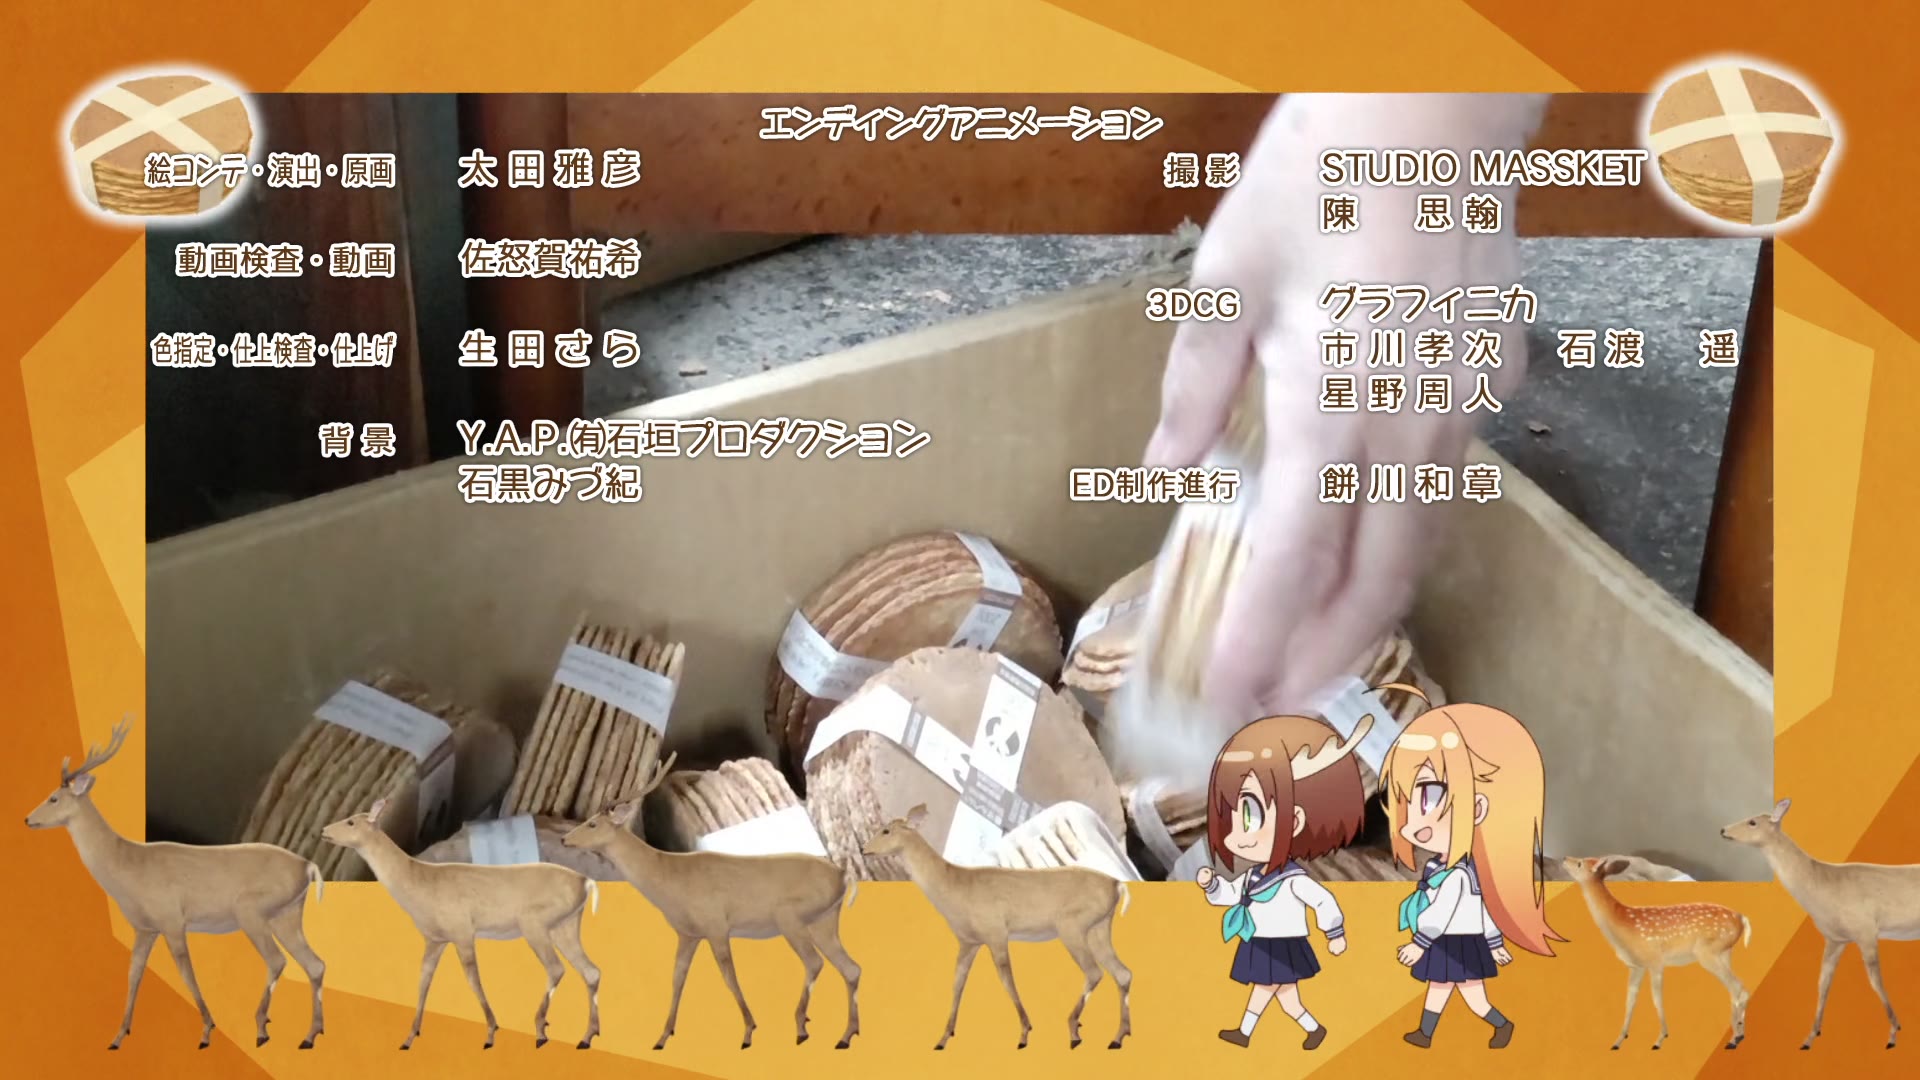 エンディングアニメーション
絵コンテ・演出・原画 太田雅彦
動画検査・動画 佐怒賀祐希
色指定・仕上検査・仕上げ 生田さら
背景 Y.A.P.㈲石垣プロダクション
石黒みづ紀
撮影 STUDIO MASSKET
陳 思翰
3DCG グラフィニカ
市川孝次 石渡 遥
星野周人
ED制作進行 餅川和章